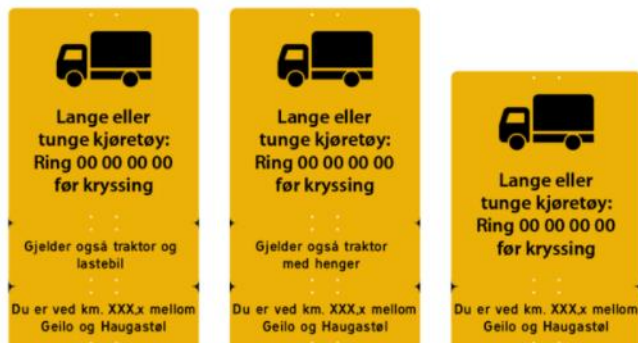 Lange eller
tunge kjøretøy:
Ring 00 00 00 00
før kryssing
Gjelder også traktor og
lastebil
Du er ved km. XXX,x mellom
Geilo og Haugastøl
Lange eller
tunge kjøretøy:
Ring 00 00 00 00
før kryssing
Gjelder også traktor
med henger
Du er ved km. XXX,x mellom
Geilo og Haugastøl
Lange eller
tunge kjøretøy:
Ring 00 00 00 00
før kryssing
Du er ved km. XXX,x mellom
Geilo og Haugastøl